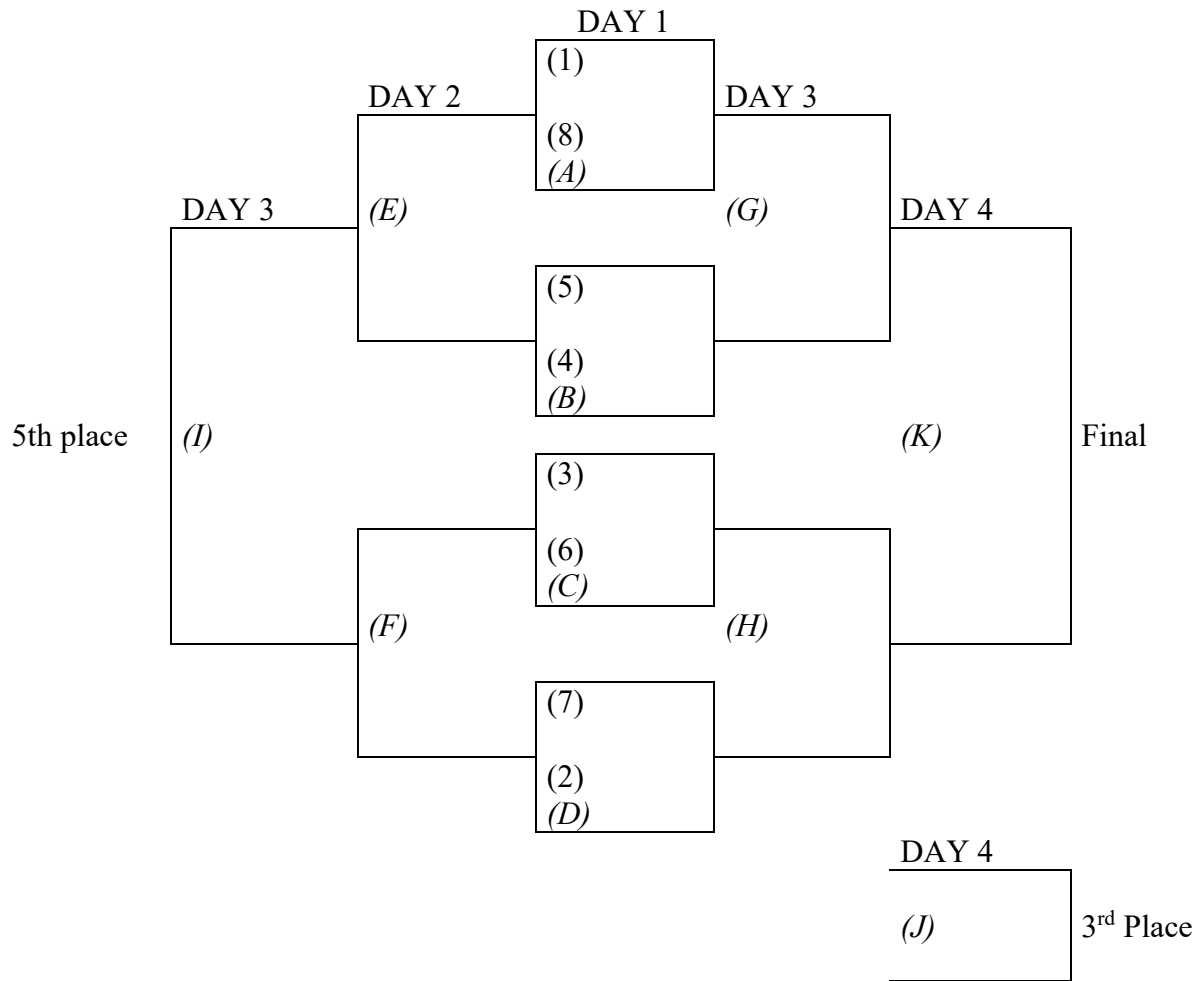 DAY 1
(1)
DAY 2
DAY 3
(8)
(A)
DAY 3
(E)
(G)
DAY 4
(5)
(4)
(B)
5th place
(I)
(K)
Final
(3)
(6)
(C)
(F)
(H)
(7)
(2)
(D)
DAY 4
(J)
3rd Place